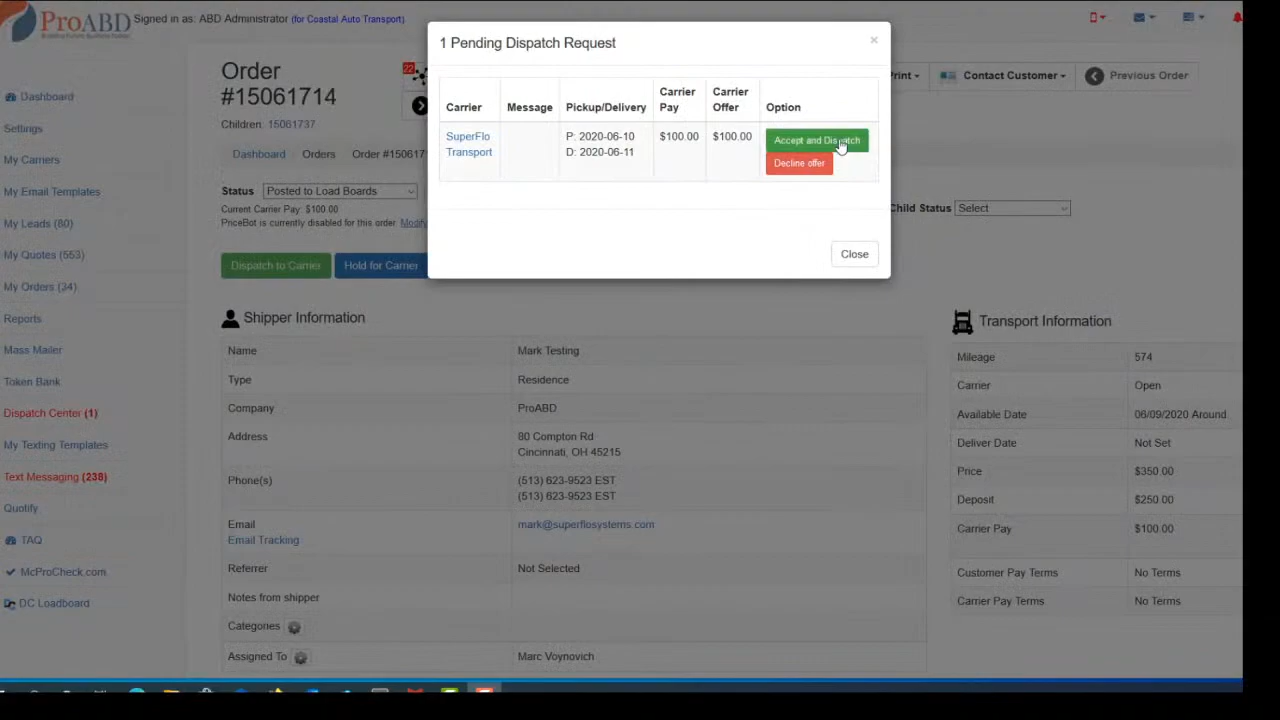 ProABD
Signed in as: ABD Administrator (for Coastal Auto Transport).
Order
#15061714
22
Children: 15061737
Dashboard Orders Order #150617
Status Posted to Load Boards
Current Carrier Pay: $100.00
PriceBot is currently disabled for this order. Modify
Dispatch to Carrier Hold for Carrier
Print Contact Customer Previous Order
Child Status Select
1 Pending Dispatch Request
×
Carrier Message Pickup/Delivery Carrier Pay Carrier Offer Option
SuperFlo Transport P: 2020-06-10 $100.00 $100.00 Accept and Dispatch
D: 2020-06-11 Decline offer
Close
Dashboard
Settings
My Carriers
My Email Templates
My Leads (80)
My Quotes (553)
My Orders (34)
Reports
Mass Mailer
Token Bank
Dispatch Center (1)
My Texting Templates
Text Messaging (238)
Quotify
TAQ
McProCheck.com
DC Loadboard
Shipper Information
Name Mark Testing
Type Residence
Company ProABD
Address 80 Compton Rd
Cincinnati, OH 45215
Phone(s) (513) 623-9523 EST
(513) 623-9523 EST
Email mark@superflosystems.com
Email Tracking
Referrer Not Selected
Notes from shipper
Categories
Assigned To Marc Voynovich
Transport Information
Mileage 574
Carrier Open
Available Date 06/09/2020 Around
Deliver Date Not Set
Price $350.00
Deposit $250.00
Carrier Pay $100.00
Customer Pay Terms No Terms
Carrier Pay Terms No Terms